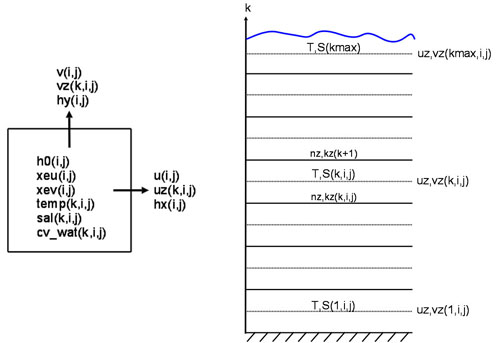 v(i,j)
vz(k,i,j)
hy(i,j)
h0(i,j)
xeu(i,j)
xev(i,j)
temp(k,i,j)
sal(k,i,j)
cv_wat(k,i,j)
u(i,j)
uz(k,i,j)
hx(i,j)
k
T,S(kmax)
uz,vz(kmax,i,j)
nz,kz(k+1)
T,S(k,i,j)
uz,vz(k,i,j)
nz,kz(k,i,j)
T,S(1,i,j)
uz,vz(1,i,j)